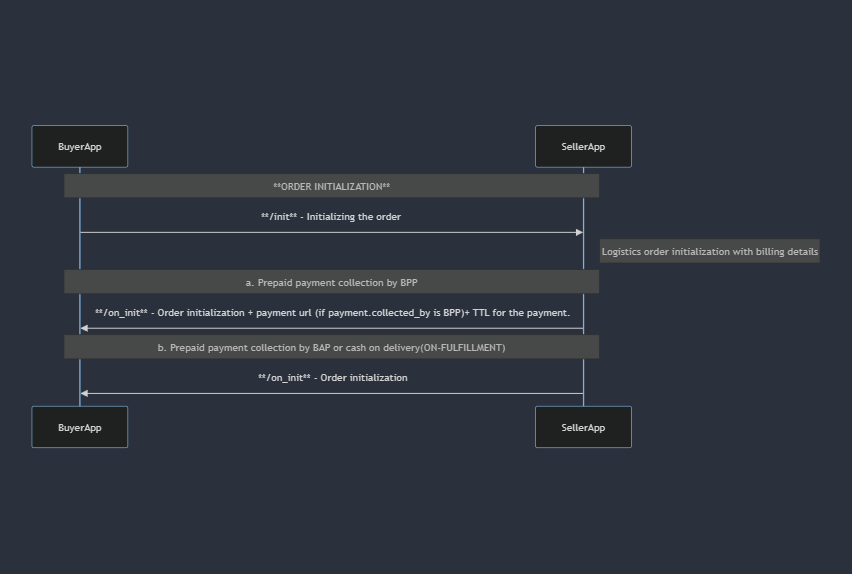 BuyerApp
SellerApp
**ORDER INITIALIZATION**
**/init** - Initializing the order
Logistics order initialization with billing details
a. Prepaid payment collection by BPP
**/on_init** - Order initialization + payment url (if payment.collected_by is BPP)+ TTL for the payment.
b. Prepaid payment collection by BAP or cash on delivery(ON-FULFILLMENT)
**/on_init** - Order initialization
BuyerApp
SellerApp